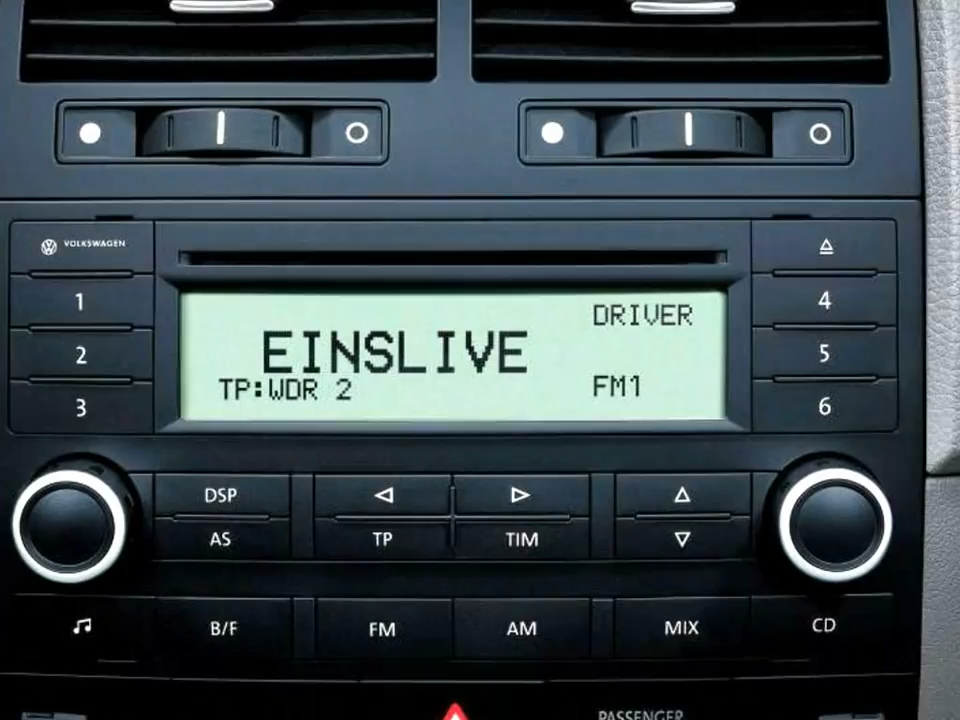 VOLKSWAGEN
1
2
3
DRIVER
EINSLIVE
TP:WDR 2
FM1
4
5
6
DSP
AS
TP
TIM
B/F
FM
AM
MIX
CD
PASSENGER